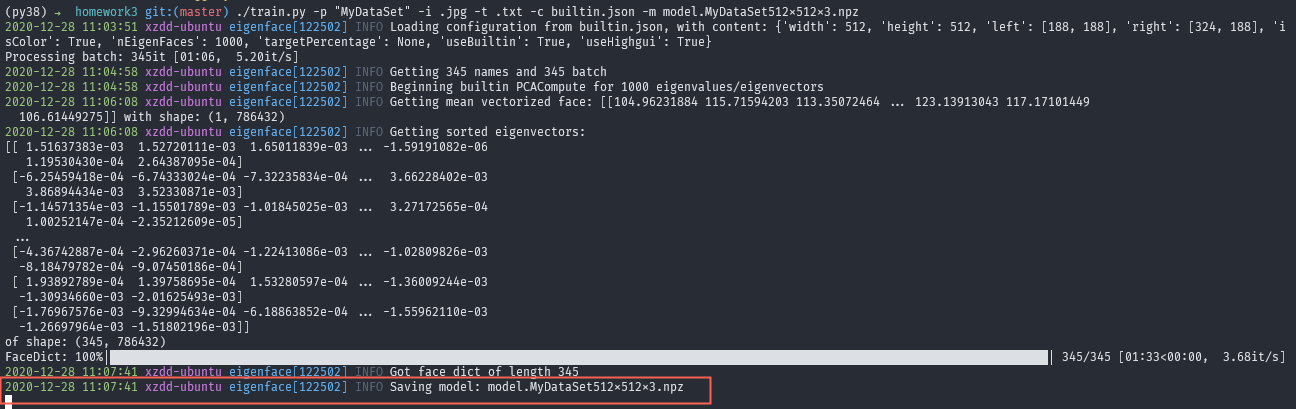 (py38) → homework3 git:(master) ./train.py -p "MyDataSet" -i .jpg -t .txt -c builtin.json -m model.MyDataSet512×512×3.npz
2020-12-28 11:03:51 xzdd-ubuntu eigenface[122502] INFO Loading configuration from builtin.json, with content: {'width': 512, 'height': 512, 'left': [188, 188], 'right': [324, 188], 'i
sColor': True, 'nEigenFaces': 1000, 'targetPercentage': None, 'useBuiltin': True, 'useHighgui': True}
Processing batch: 345it [01:06,  5.20it/s]
2020-12-28 11:04:58 xzdd-ubuntu eigenface[122502] INFO Getting 345 names and 345 batch
2020-12-28 11:04:58 xzdd-ubuntu eigenface[122502] INFO Beginning builtin PCACompute for 1000 eigenvalues/eigenvectors
2020-12-28 11:06:08 xzdd-ubuntu eigenface[122502] INFO Getting mean vectorized face: [[104.96231884 115.71594203 113.35072464 ... 123.13913043 117.17101449
  106.61449275]] with shape: (1, 786432)
2020-12-28 11:06:08 xzdd-ubuntu eigenface[122502] INFO Getting sorted eigenvectors:
[[ 1.51637383e-03  1.52720111e-03  1.65011839e-03 ... -1.59191082e-06
   1.19530430e-04  2.64387095e-04]
 [-6.25459418e-04 -6.74333024e-04 -7.32235834e-04 ...  3.66228402e-03
   3.86894434e-03  3.52330871e-03]
 [-1.14571354e-03 -1.15501789e-03 -1.01845025e-03 ...  3.27172565e-04
   1.00252147e-04 -2.35212609e-05]
 ...
 [-4.36742887e-04 -2.96260371e-04 -1.22413086e-03 ... -1.02809826e-03
  -8.18479782e-04 -9.07450186e-04]
 [ 1.93892789e-04  1.39758695e-04  1.53280597e-04 ... -1.36009244e-03
  -1.30934660e-03 -2.01625493e-03]
 [-1.76967576e-03 -9.32994634e-04 -6.18863852e-04 ... -1.55962110e-03
  -1.26697964e-03 -1.51802196e-03]]
of shape: (345, 786432)
FaceDict: 100%| | 345/345 [01:33<00:00,  3.68it/s]
2020-12-28 11:07:41 xzdd-ubuntu eigenface[122502] INFO Got face dict of length 345
2020-12-28 11:07:41 xzdd-ubuntu eigenface[122502] INFO Saving model: model.MyDataSet512×512×3.npz